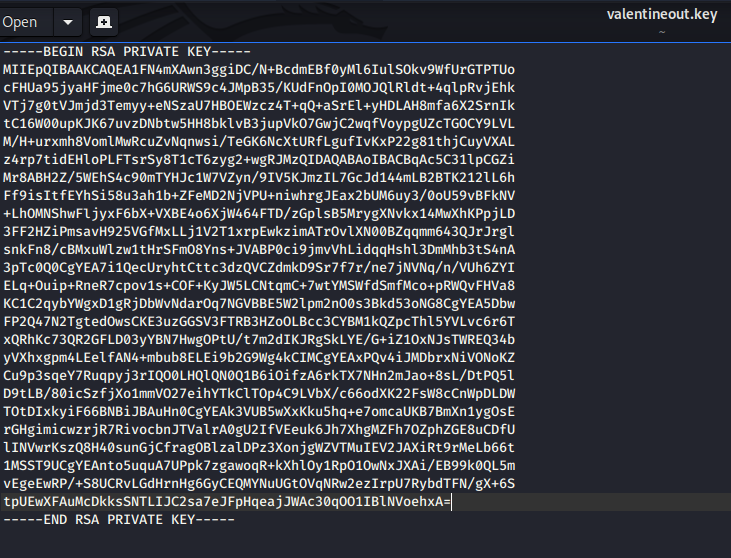 Open
valentineout.key
~
-----BEGIN RSA PRIVATE KEY-----
MIIEpQIBAAKCAQEA1FN4mXAwn3ggiDC/N+BcdmEBf0yMl6IulSOkv9WfUrGTPTUo
cFHUa95jyaHFjme0c7hG6URWS9c4JMpB35/KUdFnOpI0MOJQlRldt+4qlpRvjEhk
VTj7g0tVJmjd3Temyy+eNSzaU7HBOEWzcz4T+qQ+aSrEl+yHDLAH8mfa6X2SrnIk
tC16W00upKJK67uvzDNbtw5HH8bklvB3jupVkO7GwjC2wqfVoypgUZcTGOCY9LVL
M/H+urxmh8VomlMwRcuZvNqnwsi/TeGK6NcXtURfLgufIvKxP22g81thjCuyVXAL
z4rp7tidEHloPLFTsrSy8T1cT6zyg2+wgRJMzQIDAQABAoIBACBqAc5C31lpCGZi
Mr8ABH2Z/5WEhS4c90mTYHJc1W7VZyn/9IV5KJmzIL7GcJd144mLB2BTK212lL6h
Ff9isItfEYhSi58u3ah1b+ZFeMD2NjVPU+niwhrgJEax2bUM6uy3/0oU59vBFkNV
+LhOMNShwFljyxF6bX+VXBE4o6XjW464FTD/zGplsB5MrygXNvkx14MwXhKPpjLD
3FF2HZiPmsavH925VGfMxLLj1V2T1xrpEwkzimATrOvlXN00BZqqmm643QJrJrgl
snkFn8/cBMxuWlzw1tHrSFmO8Yns+JVABP0ci9jmvVhLidqqHshl3DmMhb3tS4nA
3pTc0Q0CgYEA7i1QecUryhtCttc3dzQVCZdmkD9Sr7f7r/ne7jNVNq/n/VUh6ZYI
ELq+Ouip+RneR7cpov1s+COF+KyJW5LCNtqmC+7wtYMSWfdSmfMco+pRWQvFHVa8
KC1C2qybYWgxD1gRjDbWvNdarOq7NGVBBE5W2lpm2nO0s3Bkd53oNG8CgYEA5Dbw
FP2Q47N2TgtedOwsCKE3uzGGSV3FTRB3HZoOLBcc3CYBM1kQZpcThl5YVLvc6r6T
xQRhKc73QR2GFLD03yYBN7HwgOPtU/t7m2dIKJRgSkLYE/G+iZ1OxNJsTWREQ34b
yVXhxgpm4LEelfAN4+mbub8ELEi9b2G9Wg4kCIMCgYEAxPQv4iJMDbrxNiVONoKZ
Cu9p3sqeY7Ruqpyj3rIQO0LHQlQN0Q1B6iOifzA6rkTX7NHn2mJao+8sL/DtPQ5l
D9tLB/80icSzfjXo1mmVO27eihYTkClTOp4C9LVbX/c66odXK22FsW8cCnWpDLDW
TOtDIxkyiF66BNBiJBAuHn0CgYEAk3VUB5wXxKku5hq+e7omcaUKB7BmXn1ygOsE
rGHgimicwzrjR7RivocbnJTValrA0gU2IfVEeuk6Jh7XhgMZFh7OZphZGE8uCDfU
lINVwrKszQ8H40sunGjCfragOBlzalDPz3XonjgWZVTMuIEV2JAXiRt9rMeLb66t
1MSST9UCgYEAnto5uquA7UPpk7zgawoqR+kXhlOy1RpO1OwNxJXAi/EB99k0QL5m
vEgeEwRP/+S8UCRvLGdHrnHg6GyCEQMYNuUGtOVqNRw2ezIrpU7RybdTFN/gX+6S
tpUEwXFAuMcDkksSNTLIJC2sa7eJFpHqeajJWAc30qOO1IBlNVoehxA=
-----END RSA PRIVATE KEY-----